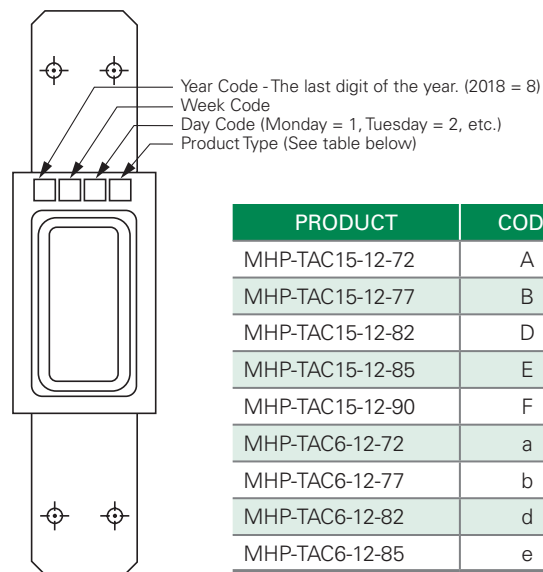 Year Code - The last digit of the year. (2018 = 8)
Week Code
Day Code (Monday = 1, Tuesday = 2, etc.)
Product Type (See table below)
PRODUCT COD
MHP-TAC15-12-72 A
MHP-TAC15-12-77 B
MHP-TAC15-12-82 D
MHP-TAC15-12-85 E
MHP-TAC15-12-90 F
MHP-TAC6-12-72 a
MHP-TAC6-12-77 b
MHP-TAC6-12-82 d
MHP-TAC6-12-85 e